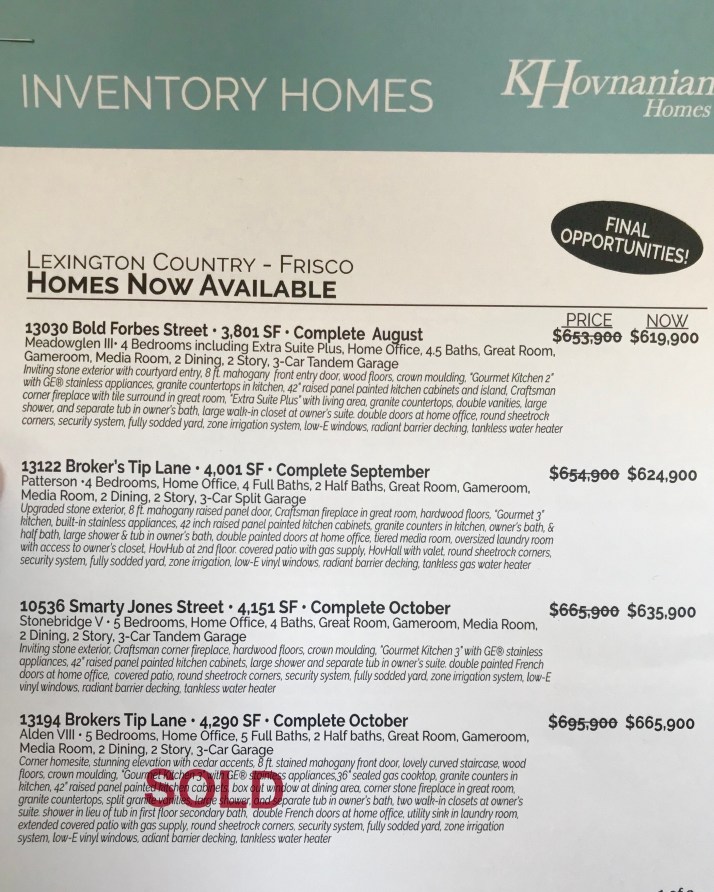 INVENTORY HOMES
KHovnanian
Homes
FINAL
OPPORTUNITIES!
LEXINGTON COUNTRY - FRISCO
HOMES NOW AVAILABLE
PRICE NOW
13030 Bold Forbes Street • 3,801 SF • Complete August $653,900 $619,900
Meadowglen III• 4 Bedrooms including Extra Suite Plus, Home Office, 4.5 Baths, Great Room,
Gameroom, Media Room, 2 Dining, 2 Story, 3-Car Tandem Garage
Inviting stone exterior with courtyard entry, 8 ft. mahogany front entry door, wood floors, crown moulding, "Gourmet Kitchen 2"
with GE® stainless appliances, granite countertops in kitchen, 42" raised panel painted kitchen cabinets and island, Craftsman
corner fireplace with tile surround in great room, "Extra Suite Plus" with living area, granite countertops, double vanities, large
shower, and separate tub in owner's bath, large walk-in closet at owner's suite. double doors at home office, round sheetrock
corners, security system, fully sodded yard, zone irrigation system, low-E windows, radiant barrier decking, tankless water heater
13122 Broker's Tip Lane • 4,001 SF • Complete September $654,900 $624,900
Patterson •4 Bedrooms, Home Office, 4 Full Baths, 2 Half Baths, Great Room, Gameroom,
Media Room, 2 Dining, 2 Story, 3-Car Split Garage
Upgraded stone exterior, 8 ft. mahogany raised panel door, Craftsman fireplace in great room, hardwood floors, "Gourmet 3"
kitchen, built-in stainless appliances, 42 inch raised panel painted kitchen cabinets, granite counters in kitchen, owner's bath, &
half bath, large shower & tub in owner's bath, double painted doors at home office, tiered media room, oversized laundry room
with access to owner's closet, HovHub at 2nd floor. covered patio with gas supply, HovHall with valet, round sheetrock corners,
security system, fully sodded yard, zone irrigation, low-E vinyl windows, radiant barrier decking, tankless gas water heater
10536 Smarty Jones Street • 4,151 SF • Complete October $665,900 $635,900
Stonebridge V • 5 Bedrooms, Home Office, 4 Baths, Great Room, Gameroom, Media Room,
2 Dining, 2 Story, 3-Car Tandem Garage
Inviting stone exterior, Craftsman corner fireplace, hardwood floors, crown moulding, "Gourmet Kitchen 3" with GE® stainless
appliances, 42" raised panel painted kitchen cabinets, large shower and separate tub in owner's suite. double painted French
doors at home office, covered patio, round sheetrock corners, security system, fully sodded yard, zone irrigation system, low-E
vinyl windows, radiant barrier decking, tankless water heater
13194 Brokers Tip Lane • 4,290 SF • Complete October $695,900 $665,900
Alden VIII • 5 Bedrooms, Home Office, 5 Full Baths, 2 Half baths, Great Room, Gameroom,
Media Room, 2 Dining, 2 Story, 3-Car Garage
Corner homesite, stunning elevation with cedar accents, 8 ft. stained mahogany front door, lovely curved staircase, wood
floors, crown moulding, "Gourmet Kitchen with GE® stainless appliances,36" sealed gas cooktop, granite counters in
kitchen, 42" raised panel painted kitchen cabinets, box out window at dining area, corner stone fireplace in great room,
granite countertops, split large shower, and separate tub in owner's bath, two walk-in closets at owner's
suite. shower in lieu of tub in first floor secondary bath, double French doors at home office, utility sink in laundry room,
extended covered patio with gas supply, round sheetrock corners, security system, fully sodded yard, zone irrigation
system, low-E vinyl windows, adiant barrier decking, tankless water heater
SOLD